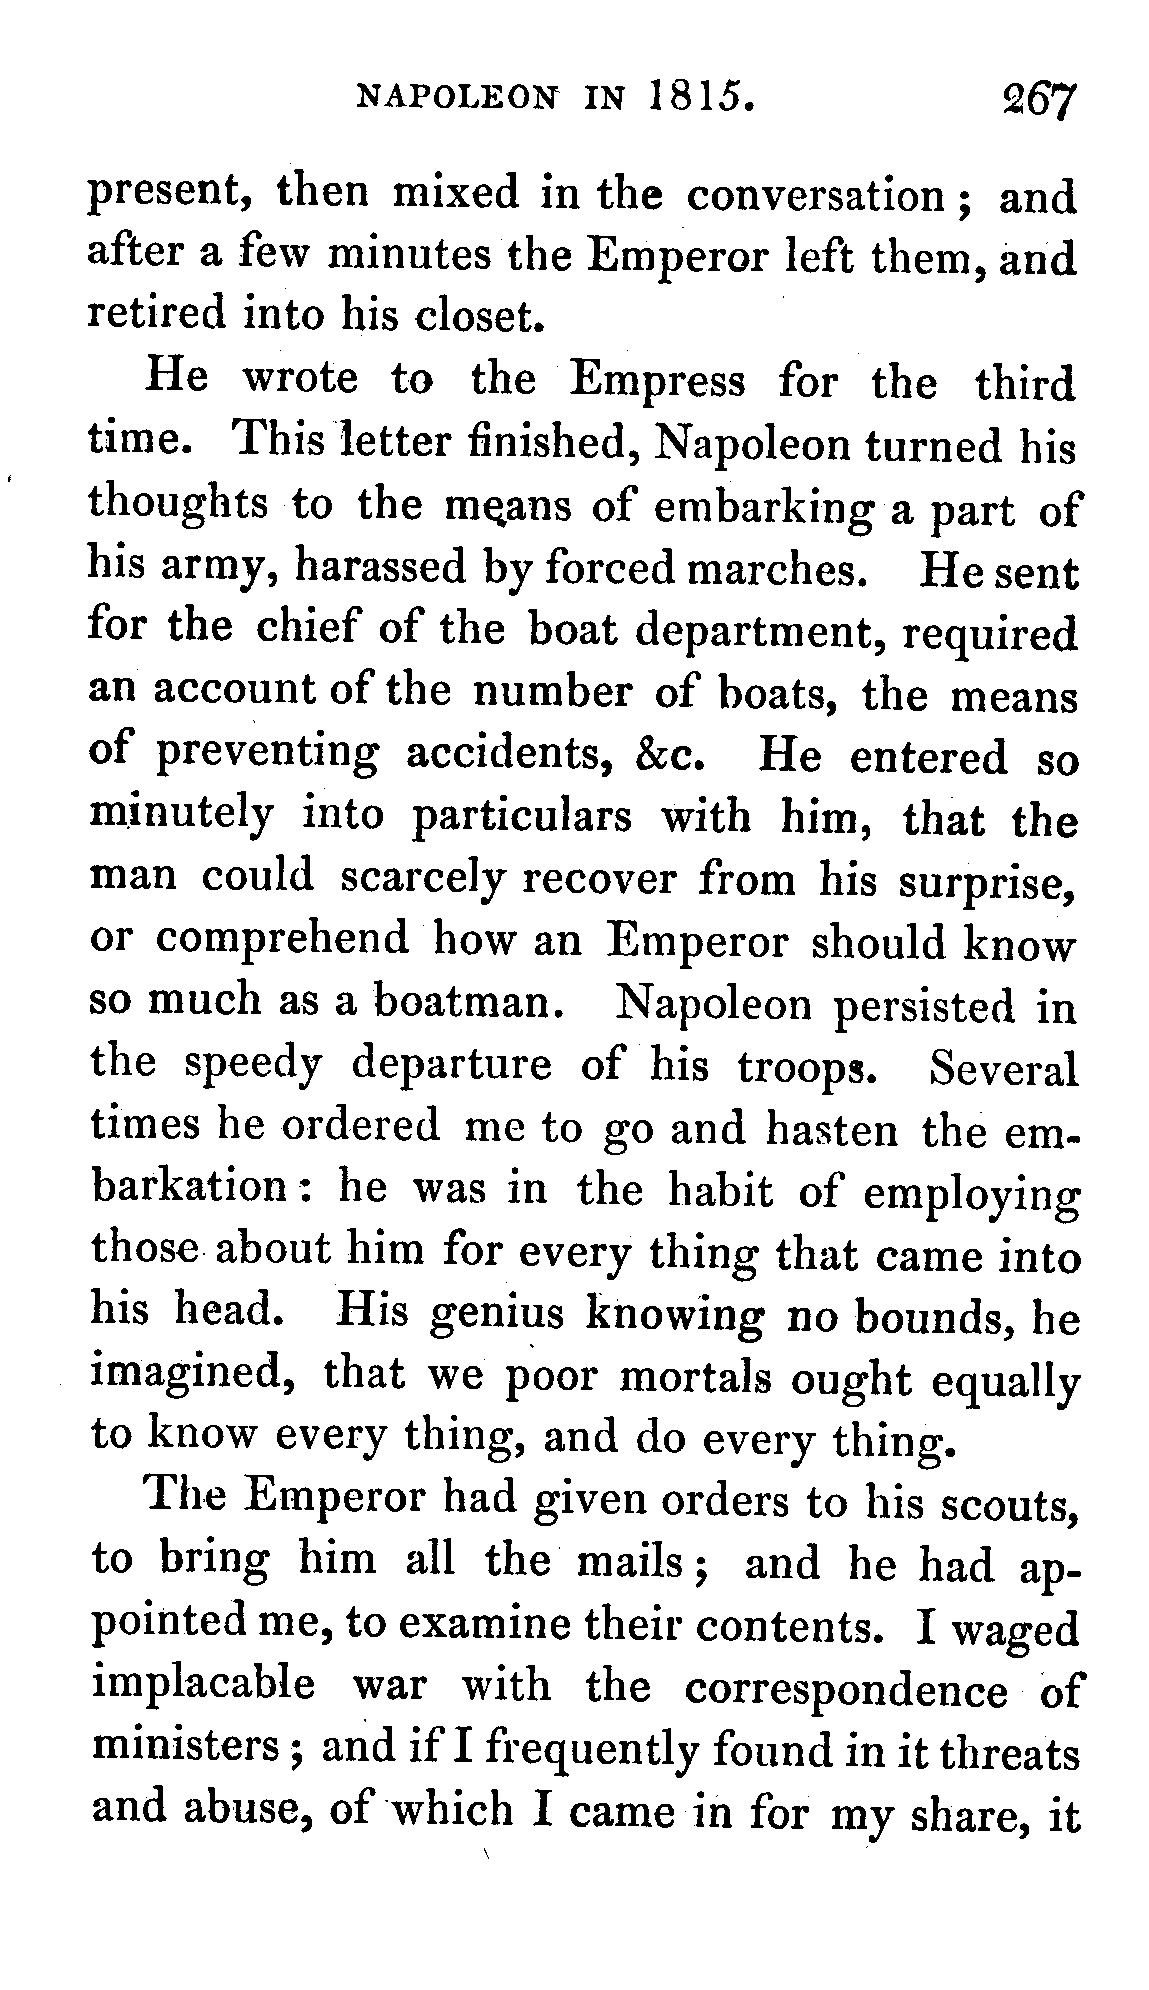 NAPOLEON IN 1815. 267
present, then mixed in the conversation ; and
after a few minutes the Emperor left them, and
retired into his closet.
He wrote to the Empress for the third
time. This letter finished, Napoleon turned his
thoughts to the means of embarking a part of
his army, harassed by forced marches. He sent
for the chief of the boat department, required
an account of the number of boats, the means
of preventing accidents, &c. He entered so
minutely into particulars with him, that the
man could scarcely recover from his surprise,
or comprehend how an Emperor should know
so much as a boatman. Napoleon persisted in
the speedy departure of his troops. Several
times he ordered me to go and hasten the em-
barkation : he was in the habit of employing
those about him for every thing that came into
his head. His genius knowing no bounds, he
imagined, that we poor mortals ought equally
to know every thing, and do every thing.
The Emperor had given orders to his scouts,
to bring him all the mails ; and he had ap-
pointed me, to examine their contents. I waged
implacable war with the correspondence of
ministers ; and if I frequently found in it threats
and abuse, of which I came in for my share, it